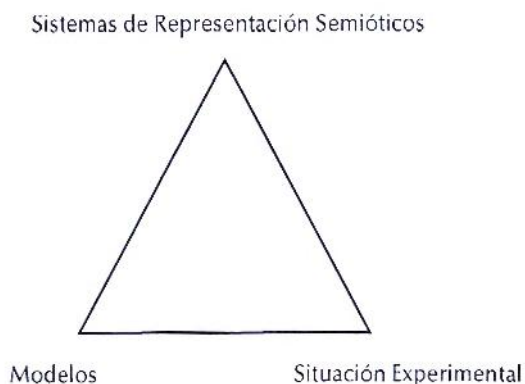 Sistemas de Representación Semióticos
Modelos
Situación Experimental